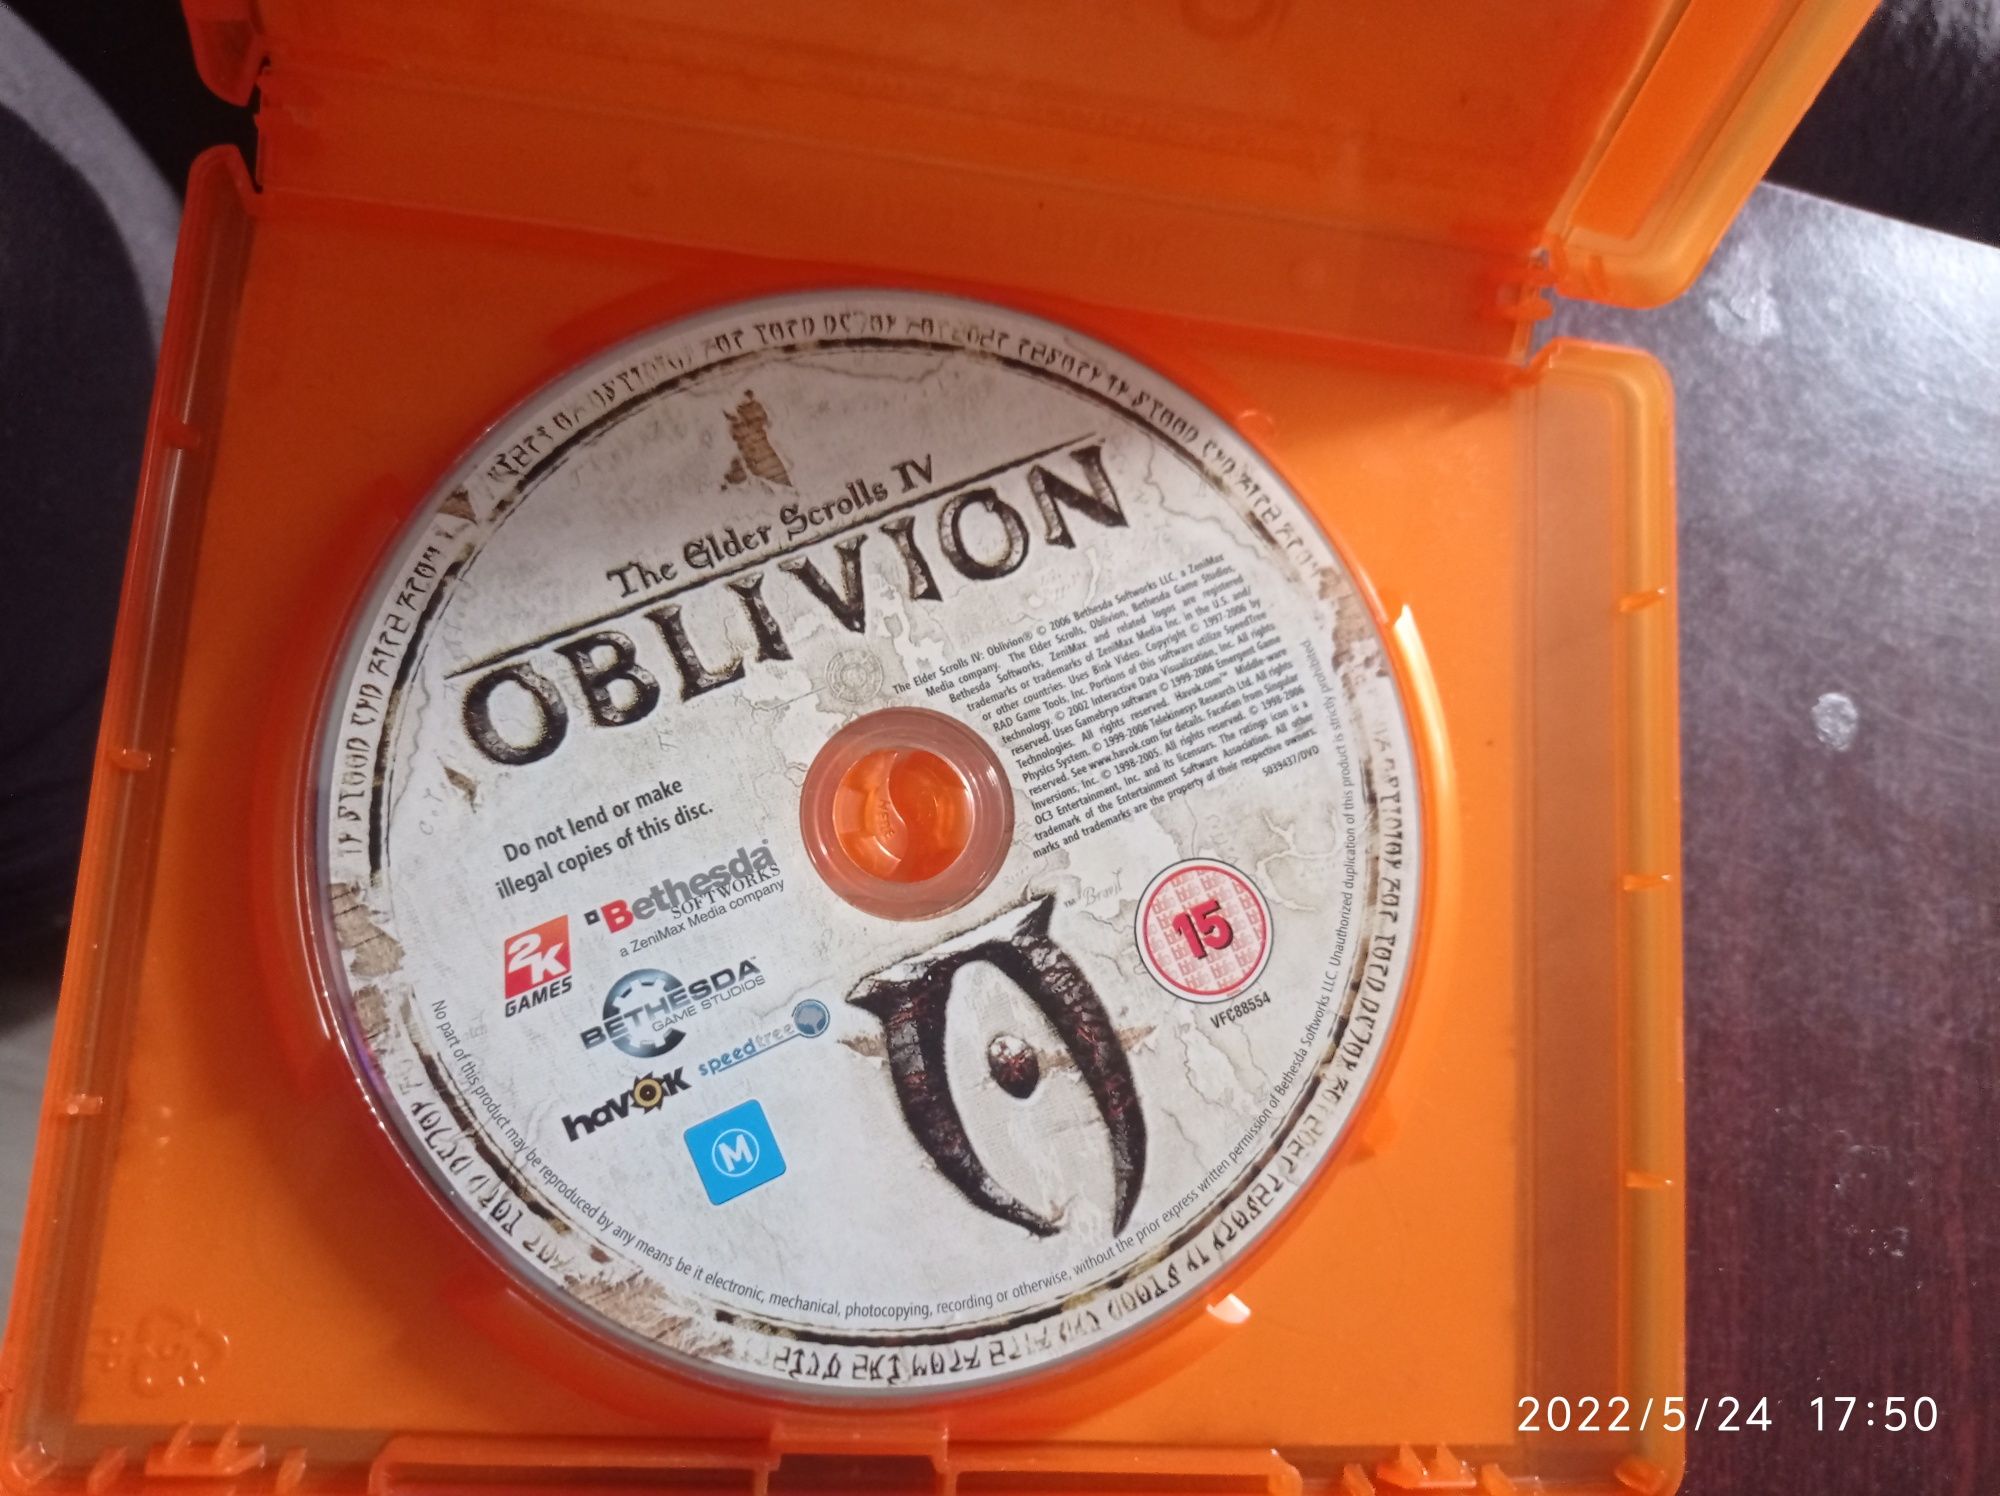 The Elder Scrolls IV
OBLIVION
The Elder Scrolls IV: Oblivion® © 2006 Bethesda Softworks LLC, a ZeniMax
Media company. The Elder Scrolls, Oblivion, Bethesda Game Studios,
Bethesda Softworks, ZeniMax and related logos are registered
trademarks or trademarks of ZeniMax Media Inc. in the U.S. and/
or other countries. Uses Bink Video. Copyright © 1997-2006 by
RAD Game Tools, Inc. Portions of this software utilize SpeedTree
technology. © 2002 Interactive Data Visualization, Inc. All rights
reserved. Uses Gamebryo software © 1999-2006 Emergent Game
Technologies. All rights reserved. Havok.com™ Middle-ware
Physics System. © 1999-2006 Telekinesys Research Ltd. All rights
reserved. See www.havok.com for details. FaceGen from Singular
Inversions, Inc. © 1998-2005. All rights reserved. © 1998-2006
OC3 Entertainment, Inc. and its licensors. The ratings icon is a
trademark of the Entertainment Software Association. All other
marks and trademarks are the property of their respective owners.
5039437/DVD
Do not lend or make
illegal copies of this disc.
Bethesda®
SOFTWORKS
a ZeniMax Media company
2K
GAMES
BETHESDA™
GAME STUDIOS
speedtree
havok
M
™
Bravil
15
VFC88554
No part of this product may be reproduced by any means be it electronic, mechanical, photocopying, recording or otherwise, without the prior express written permission of Bethesda Softworks LLC. Unauthorized duplication of this product is strictly prohibited.
2022/5/24 17:50